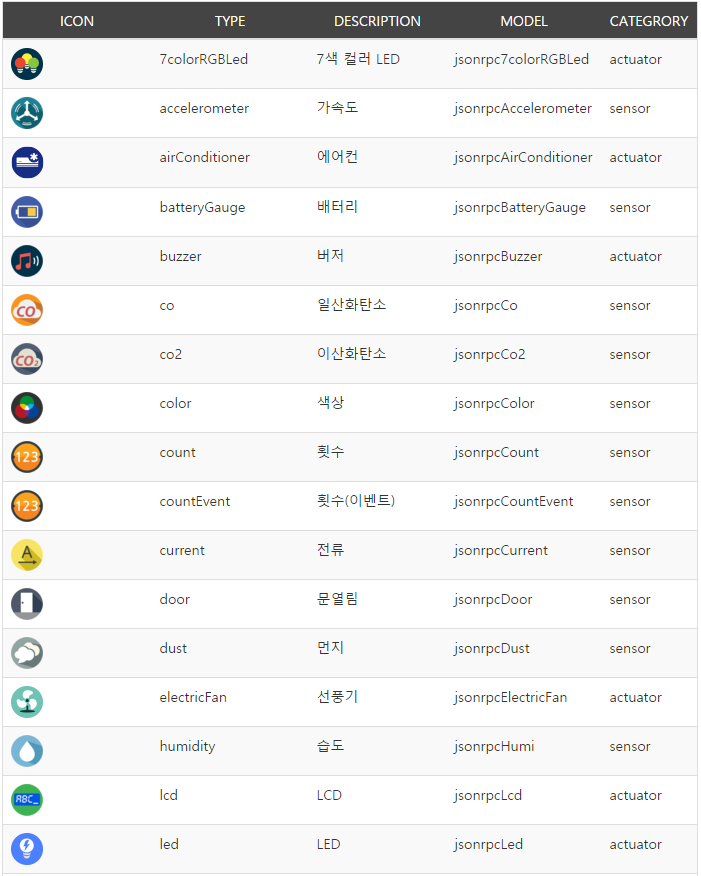 ICON TYPE DESCRIPTION MODEL CATEGRORY
7colorRGBLed 7색 컬러 LED jsonrpc7colorRGBLed actuator
accelerometer 가속도 jsonrpcAccelerometer sensor
airConditioner 에어컨 jsonrpcAirConditioner actuator
batteryGauge 배터리 jsonrpcBatteryGauge sensor
buzzer 버저 jsonrpcBuzzer actuator
CO co 일산화탄소 jsonrpcCo sensor
CO2 co2 이산화탄소 jsonrpcCo2 sensor
color 색상 jsonrpcColor sensor
123 count 횟수 jsonrpcCount sensor
123 countEvent 횟수(이벤트) jsonrpcCountEvent sensor
A current 전류 jsonrpcCurrent sensor
door 문열림 jsonrpcDoor sensor
dust 먼지 jsonrpcDust sensor
electricFan 선풍기 jsonrpcElectricFan actuator
humidity 습도 jsonrpcHumi sensor
ABC_ lcd LCD jsonrpcLcd actuator
led LED jsonrpcLed actuator